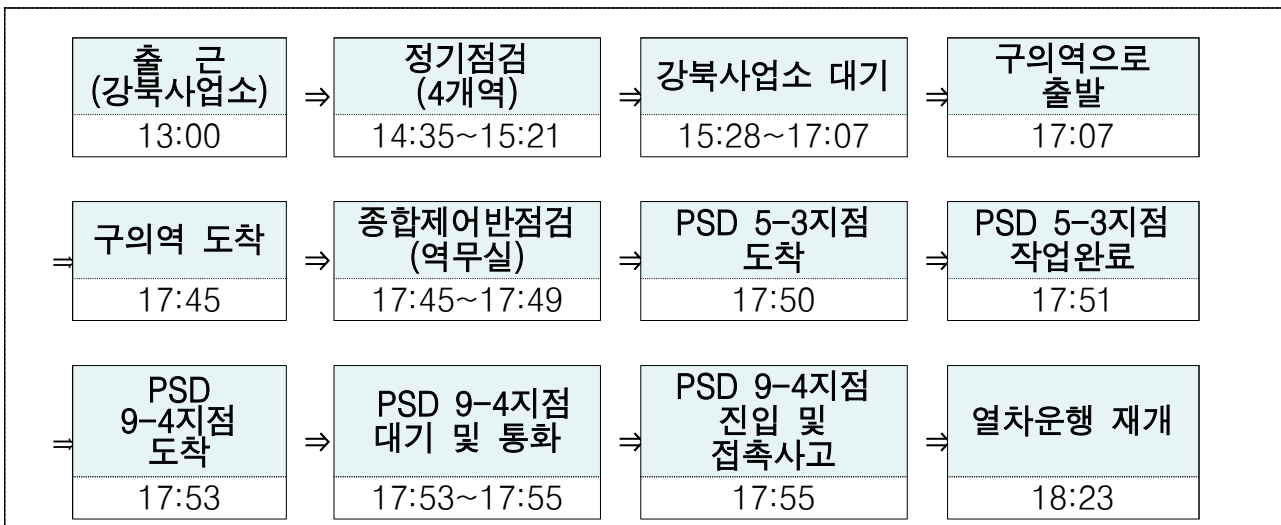 출 근
(강북사업소)
⇒
정기점검
(4개역)
⇒
강북사업소 대기
⇒
구의역으로
출발
13:00
14:35~15:21
15:28~17:07
17:07
⇒
구의역 도착
⇒
종합제어반점검
(역무실)
⇒
PSD 5-3지점
도착
⇒
PSD 5-3지점
작업완료
17:45
17:45~17:49
17:50
17:51
⇒
PSD
9-4지점
도착
⇒
PSD 9-4지점
대기 및 통화
⇒
PSD 9-4지점
진입 및
접촉사고
⇒
열차운행 재개
17:53
17:53~17:55
17:55
18:23